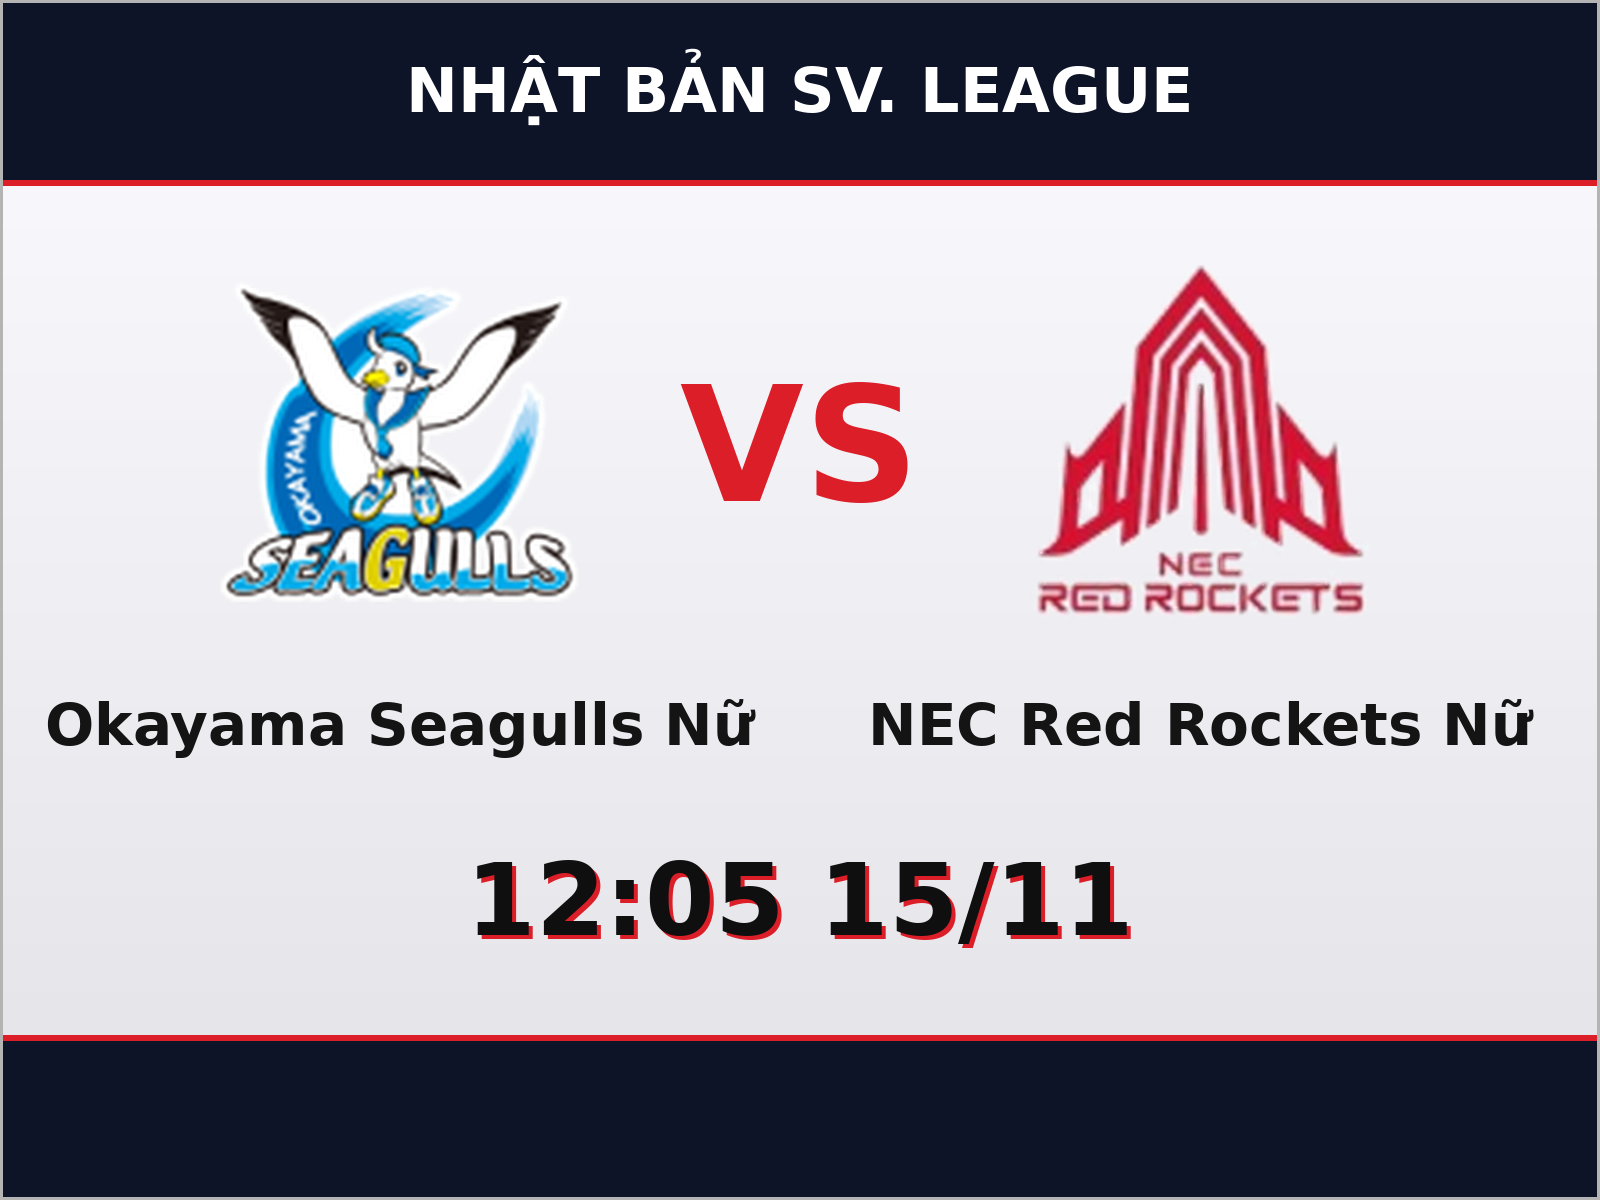 NHẬT BẢN SV. LEAGUE
OKAYAMA
SEAGULLS
VS
NEC
RED ROCKETS
Okayama Seagulls Nữ
NEC Red Rockets Nữ
12:05 15/11